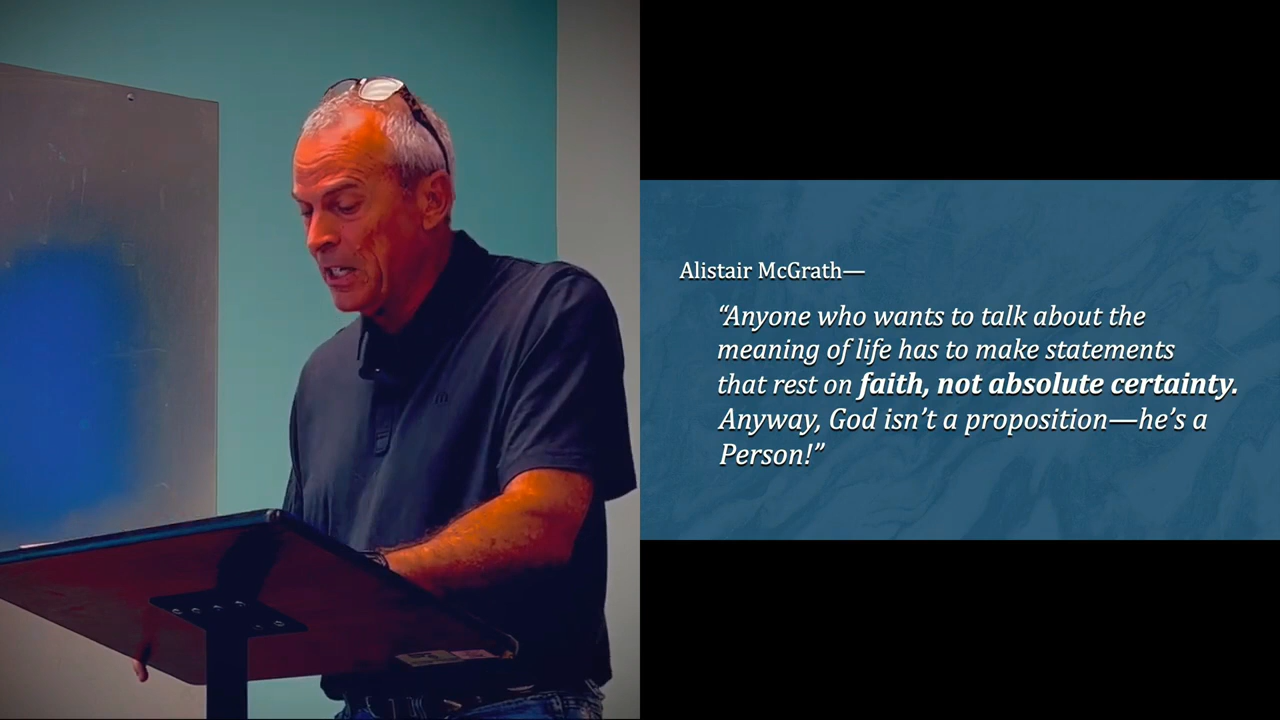 Alistair McGrath—
“Anyone who wants to talk about the
meaning of life has to make statements
that rest on faith, not absolute certainty.
Anyway, God isn’t a proposition—he’s a
Person!”